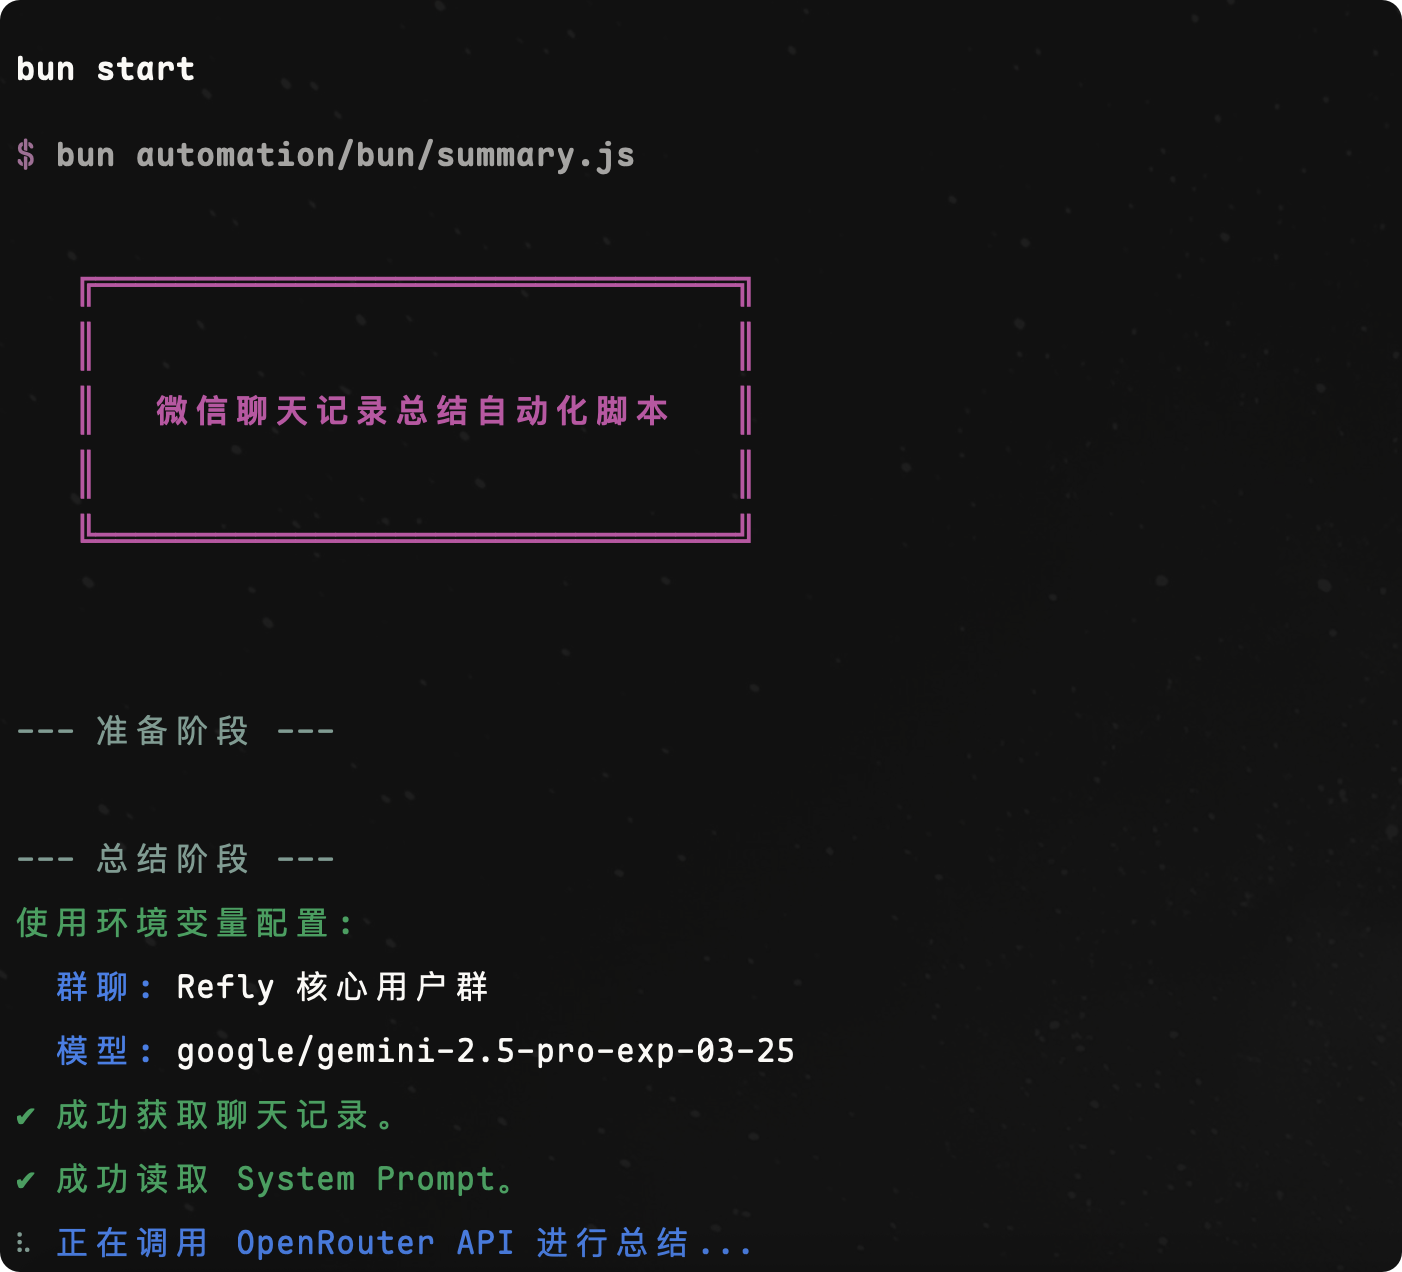 bun start
$ bun automation/bun/summary.js
微信聊天记录总结自动化脚本
--- 准备阶段 ---
--- 总结阶段 ---
使用环境变量配置:
群聊: Refly 核心用户群
模型: google/gemini-2.5-pro-exp-03-25
✔ 成功获取聊天记录。
✔ 成功读取 System Prompt。
正在调用 OpenRouter API 进行总结...